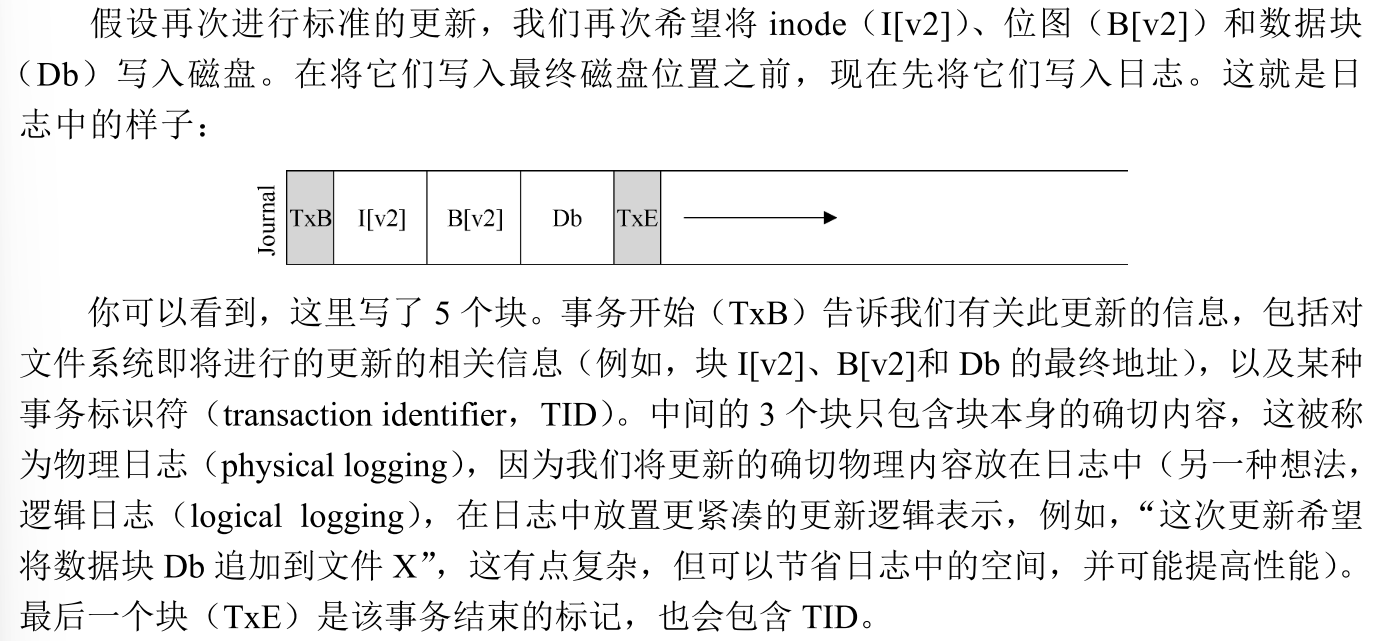 假设再次进行标准的更新，我们再次希望将 inode（I[v2]）、位图（B[v2]）和数据块
（Db）写入磁盘。在将它们写入最终磁盘位置之前，现在先将它们写入日志。这就是日
志中的样子：
Journal
TxB I[v2] B[v2] Db TxE
你可以看到，这里写了 5 个块。事务开始（TxB）告诉我们有关此更新的信息，包括对
文件系统即将进行的更新的相关信息（例如，块 I[v2]、B[v2]和 Db 的最终地址），以及某种
事务标识符（transaction identifier，TID）。中间的 3 个块只包含块本身的确切内容，这被称
为物理日志（physical logging），因为我们将更新的确切物理内容放在日志中（另一种想法，
逻辑日志（logical logging），在日志中放置更紧凑的更新逻辑表示，例如，“这次更新希望
将数据块 Db 追加到文件 X”，这有点复杂，但可以节省日志中的空间，并可能提高性能）。
最后一个块（TxE）是该事务结束的标记，也会包含 TID。